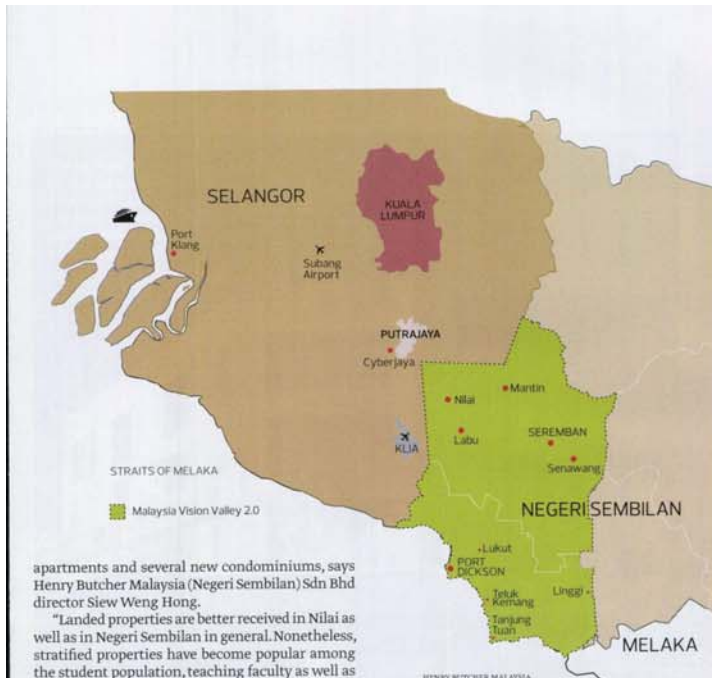 SELANGOR
KUALA
LUMPUR
Port
Klang
Subang
Airport
PUTRAJAYA
Cyberjaya
Mantin
Nilai
Labu
SEREMBAN
KLIA
Senawang
STRAITS OF MELAKA
Malaysia Vision Valley 2.0
NEGERI SEMBILAN
Lukut
PORT
DICKSON
Teluk
Kemang
Linggi
Tanjung
Tuan
MELAKA
apartments and several new condominiums, says
Henry Butcher Malaysia (Negeri Sembilan) Sdn Bhd
director Siew Weng Hong.
“Landed properties are better received in Nilai as
well as in Negeri Sembilan in general. Nonetheless,
stratified properties have become popular among
the student population, teaching faculty as well as
HENRY BUTCHER MALAYSIA